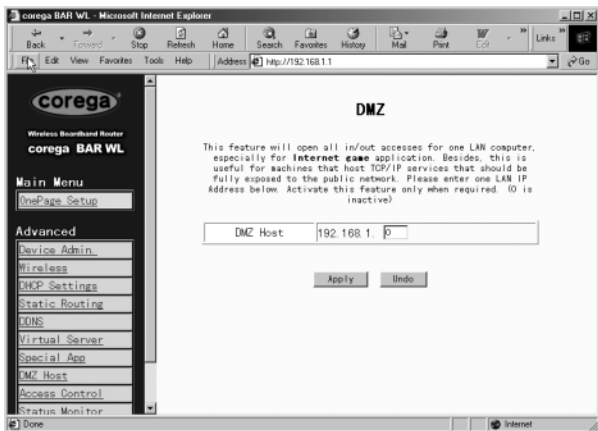 corega BAR WL - Microsoft Internet Explorer
Back Forward Stop Refresh Home Search Favorites History Mail Print Edit Links
File Edit View Favorites Tools Help Address http://192.168.1.1 Go
corega
Wireless Boardband Router
corega BAR WL
Main Menu
OnePage Setup
Advanced
Device Admin.
Wireless
DHCP Settings
Static Routing
DDNS
Virtual Server
Special App
DMZ Host
Access Control
Status Monitor
DMZ
This feature will open all in/out accesses for one LAN computer,
especially for Internet game application. Besides, this is
useful for machines that host TCP/IP services that should be
fully exposed to the public network. Please enter one LAN IP
Address below. Activate this feature only when required. (0 is
inactive)
DMZ Host 192.168.1. 0
Apply Undo
Done Internet